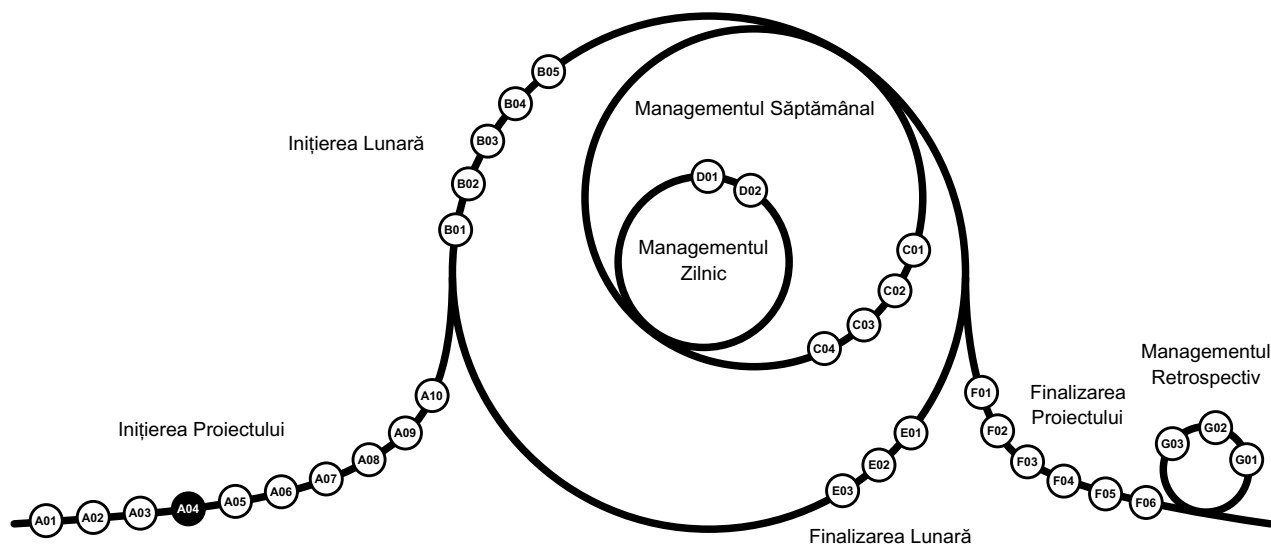 B05
B04
Managementul Săptămânal
Inițierea Lunară
B03
B02
D01
D02
B01
Managementul
Zilnic
C01
C02
C03
C04
Managementul
Retrospectiv
A10
F01
Finalizarea
Proiectului
Inițierea Proiectului
A09
E01
F02
G03
G02
G01
A08
E02
F03
A07
A06
E03
F04
A05
F05
A04
F06
A03
A02
A01
Finalizarea Lunară